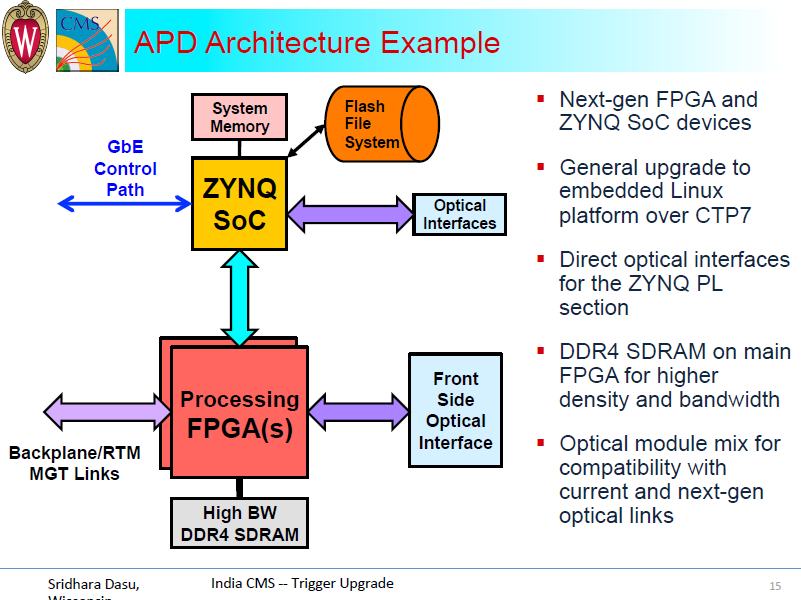 W
CMS
APD Architecture Example
System
Memory
Flash
File
System
GbE
Control
Path
ZYNQ
SoC
Optical
Interfaces
Processing
FPGA(s)
Front
Side
Optical
Interface
Backplane/RTM
MGT Links
High BW
DDR4 SDRAM
▪ Next-gen FPGA and
ZYNQ SoC devices
▪ General upgrade to
embedded Linux
platform over CTP7
▪ Direct optical interfaces
for the ZYNQ PL
section
▪ DDR4 SDRAM on main
FPGA for higher
density and bandwidth
▪ Optical module mix for
compatibility with
current and next-gen
optical links
Sridhara Dasu,
Wisconsin
India CMS -- Trigger Upgrade
15